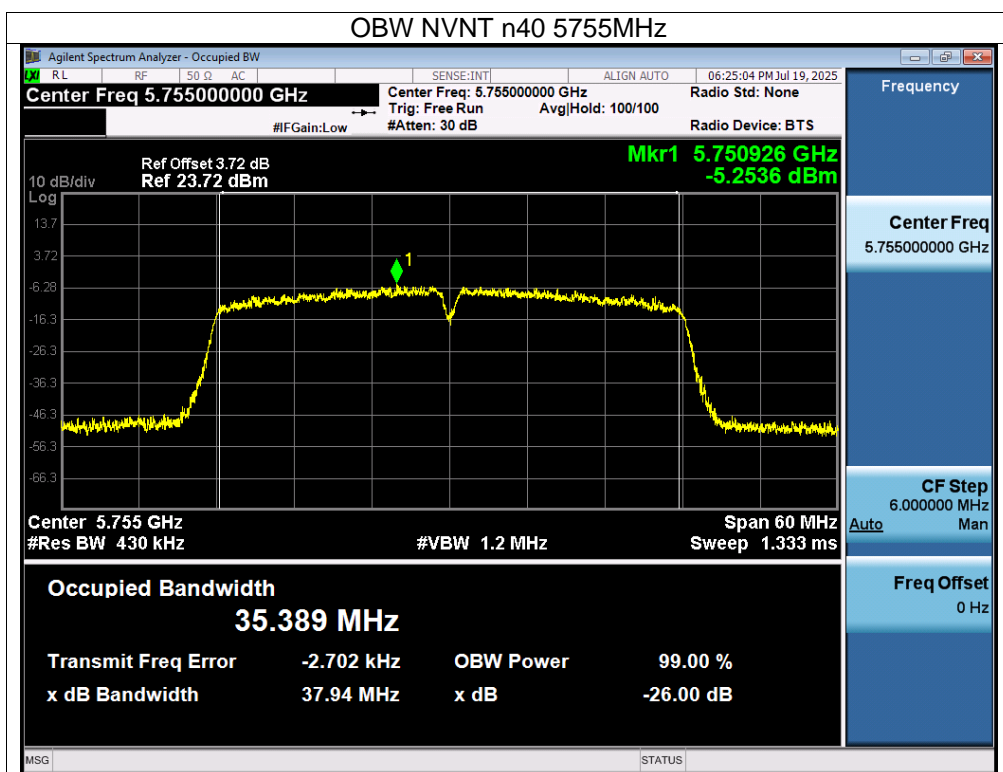 OBW NVNT n40 5755MHz
Agilent Spectrum Analyzer - Occupied BW
LXI RL RF 50 Ω AC SENSE:INT ALIGN AUTO 06:25:04 PM Jul 19, 2025
Center Freq 5.755000000 GHz
Center Freq: 5.755000000 GHz
Radio Std: None
Trig: Free Run Avg|Hold: 100/100
#IFGain:Low #Atten: 30 dB Radio Device: BTS
Mkr1 5.750926 GHz
-5.2536 dBm
Ref Offset 3.72 dB
10 dB/div Ref 23.72 dBm
Log
13.7
3.72
1
-6.28
-16.3
-26.3
-36.3
-46.3
-56.3
-66.3
Center 5.755 GHz Span 60 MHz
#Res BW 430 kHz #VBW 1.2 MHz Sweep 1.333 ms
Occupied Bandwidth
35.389 MHz
Transmit Freq Error -2.702 kHz OBW Power 99.00 %
x dB Bandwidth 37.94 MHz x dB -26.00 dB
MSG STATUS
Frequency
Center Freq
5.755000000 GHz
CF Step
6.000000 MHz
Auto Man
Freq Offset
0 Hz